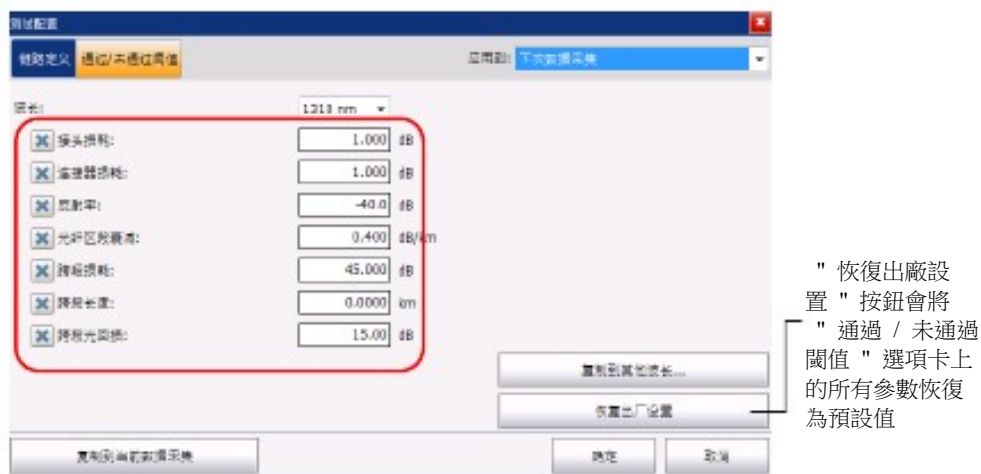 测试配置
链路定义 通过/未通过阈值 应用到: 下次数据采集
波长: 1310 nm
接头损耗: 1.000 dB
连接器损耗: 1.000 dB
反射率: -40.0 dB
光纤区段衰减: 0.400 dB/km
跨段损耗: 45.000 dB
跨段长度: 0.0000 km
跨段光回损: 15.00 dB
复制到其他波长...
恢复出厂设置
复制到当前数据采集 确定 取消
" 恢復出廠設
置 " 按鈕會將
" 通過 / 未通過
閾值 " 選項卡上
的所有參數恢復
為預設值